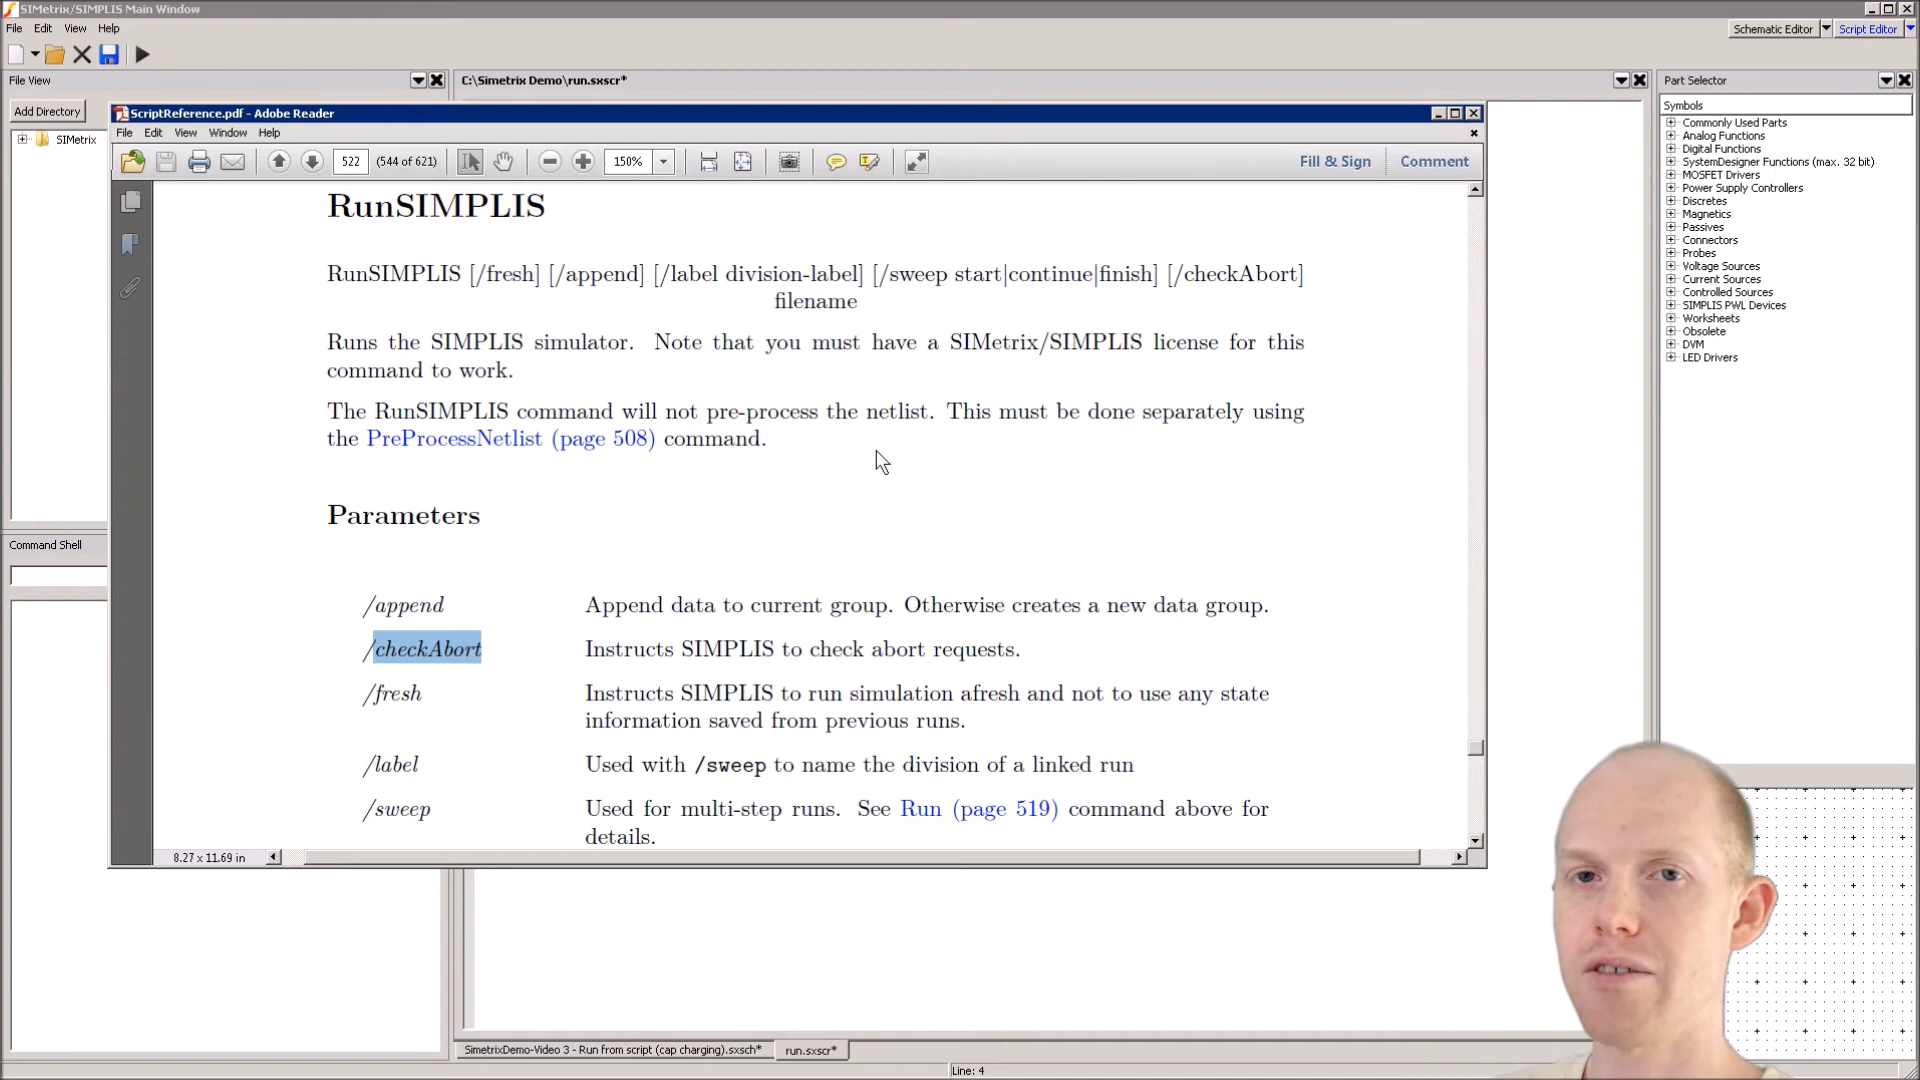 SIMetrix/SIMPLIS Main Window
File Edit View Help
Schematic Editor
Script Editor
File View
C:\Simetrix Demo\run.sxscr*
Part Selector
Add Directory
SIMetrix
ScriptReference.pdf - Adobe Reader
File Edit View Window Help
522 (544 of 621) 150%
Fill & Sign
Comment
RunSIMPLIS
RunSIMPLIS [/fresh] [/append] [/label division-label] [/sweep start|continue|finish] [/checkAbort]
filename
Runs the SIMPLIS simulator. Note that you must have a SIMetrix/SIMPLIS license for this
command to work.
The RunSIMPLIS command will not pre-process the netlist. This must be done separately using
the PreProcessNetlist (page 508) command.
Parameters
/append Append data to current group. Otherwise creates a new data group.
/checkAbort Instructs SIMPLIS to check abort requests.
/fresh Instructs SIMPLIS to run simulation afresh and not to use any state
information saved from previous runs.
/label Used with /sweep to name the division of a linked run
/sweep Used for multi-step runs. See Run (page 519) command above for
details.
8.27 x 11.69 in
Command Shell
Symbols
Commonly Used Parts
Analog Functions
Digital Functions
SystemDesigner Functions (max. 32 bit)
MOSFET Drivers
Power Supply Controllers
Discretes
Magnetics
Passives
Connectors
Probes
Voltage Sources
Current Sources
Controlled Sources
SIMPLIS PWL Devices
Worksheets
Obsolete
DVM
LED Drivers
SimetrixDemo-Video 3 - Run from script (cap charging).sxsch*
run.sxscr*
Line: 4